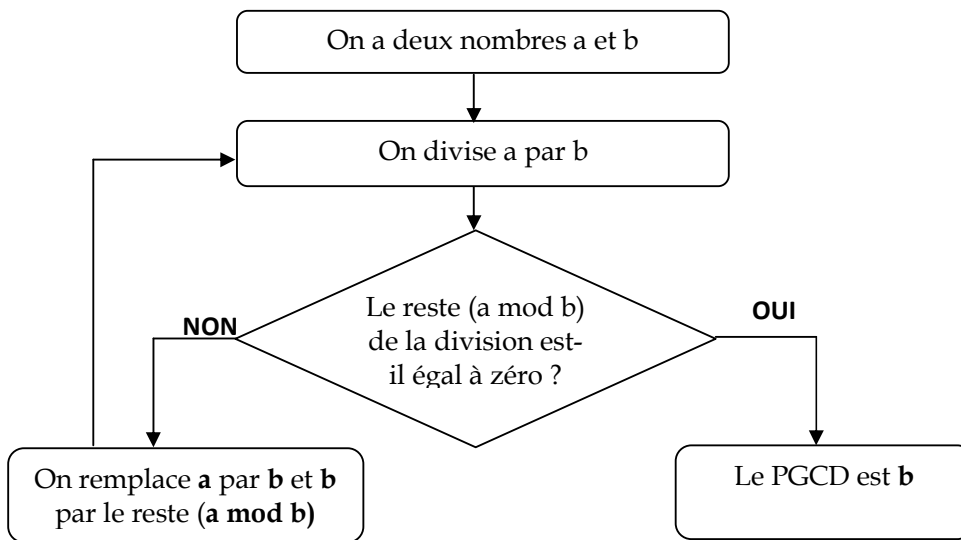 On a deux nombres a et b
On divise a par b
Le reste (a mod b)
de la division est-
il égal à zéro ?
NON
OUI
On remplace a par b et b
par le reste (a mod b)
Le PGCD est b